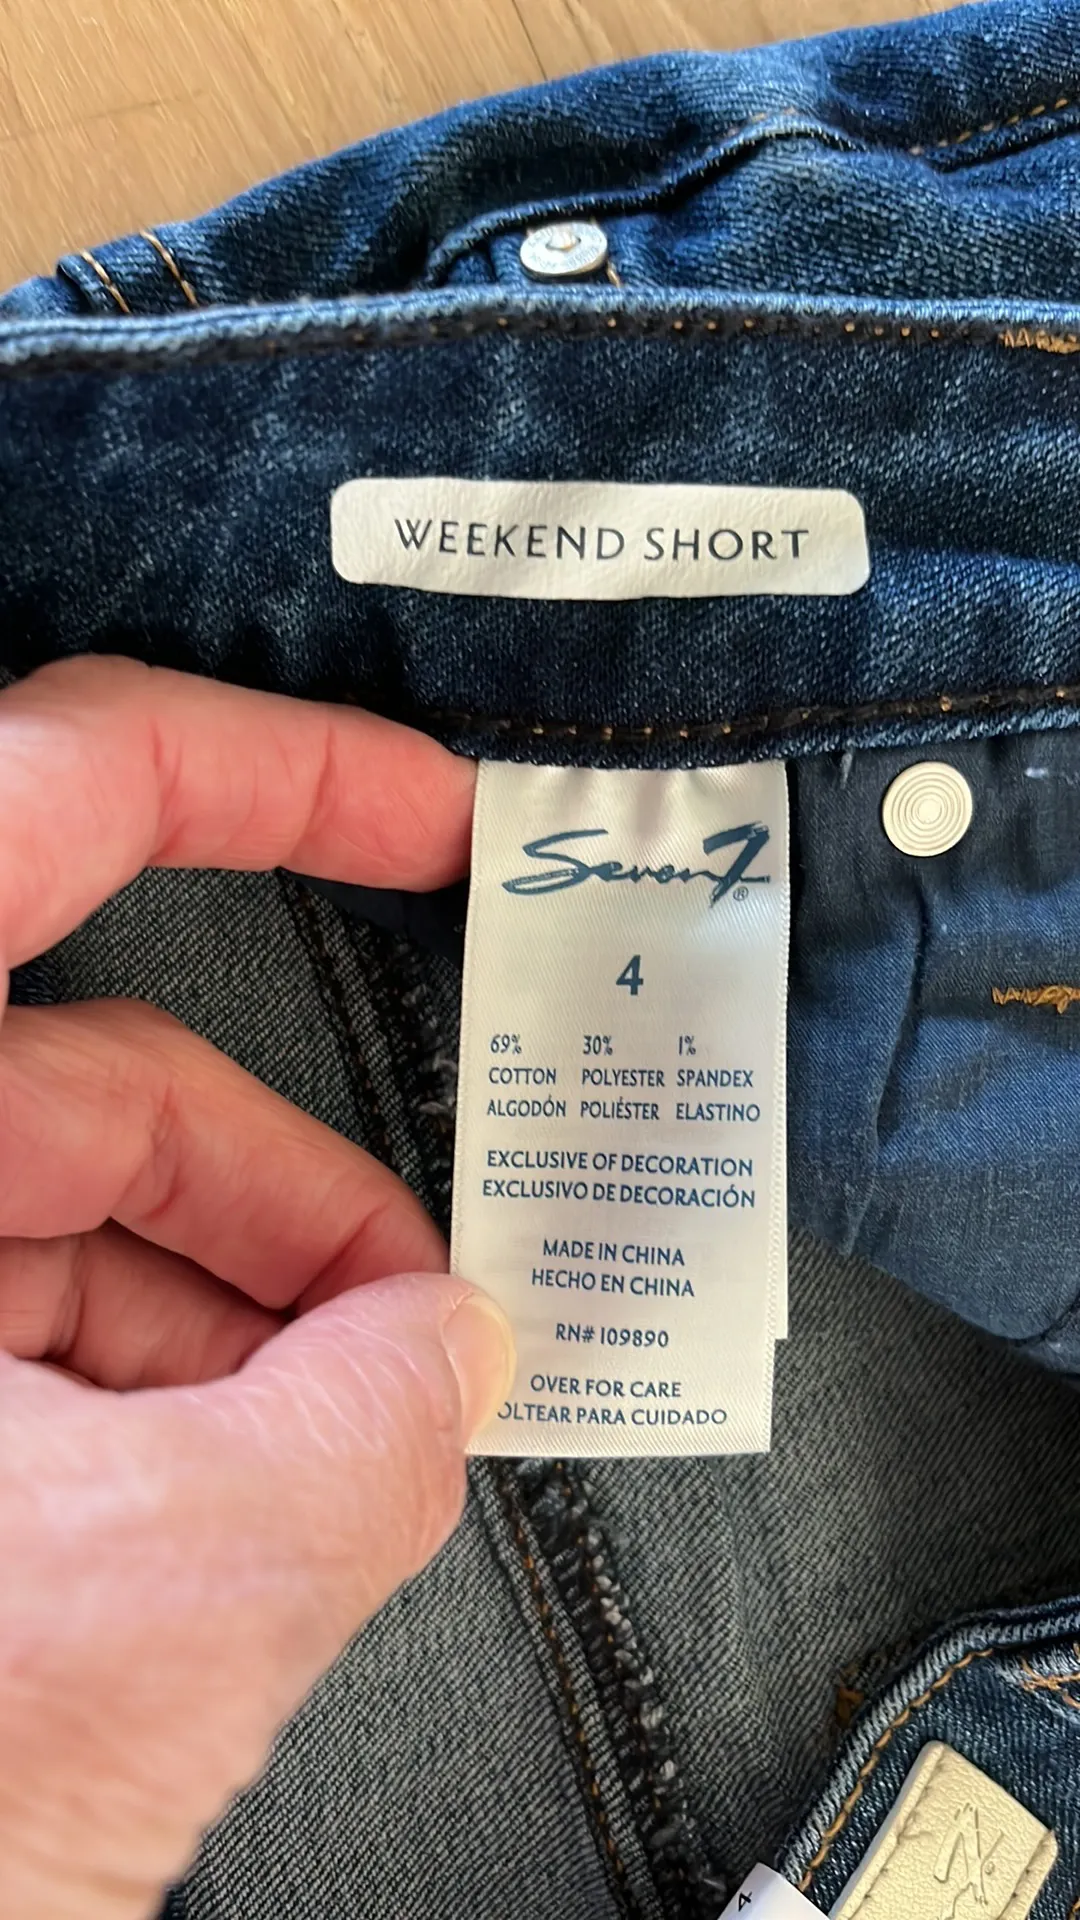 WEEKEND SHORT
Seven7®
4
69% 30% 1%
COTTON POLYESTER SPANDEX
ALGODÓN POLIÉSTER ELASTINO
EXCLUSIVE OF DECORATION
EXCLUSIVO DE DECORACIÓN
MADE IN CHINA
HECHO EN CHINA
RN# 109890
OVER FOR CARE
OLTEAR PARA CUIDADO
4